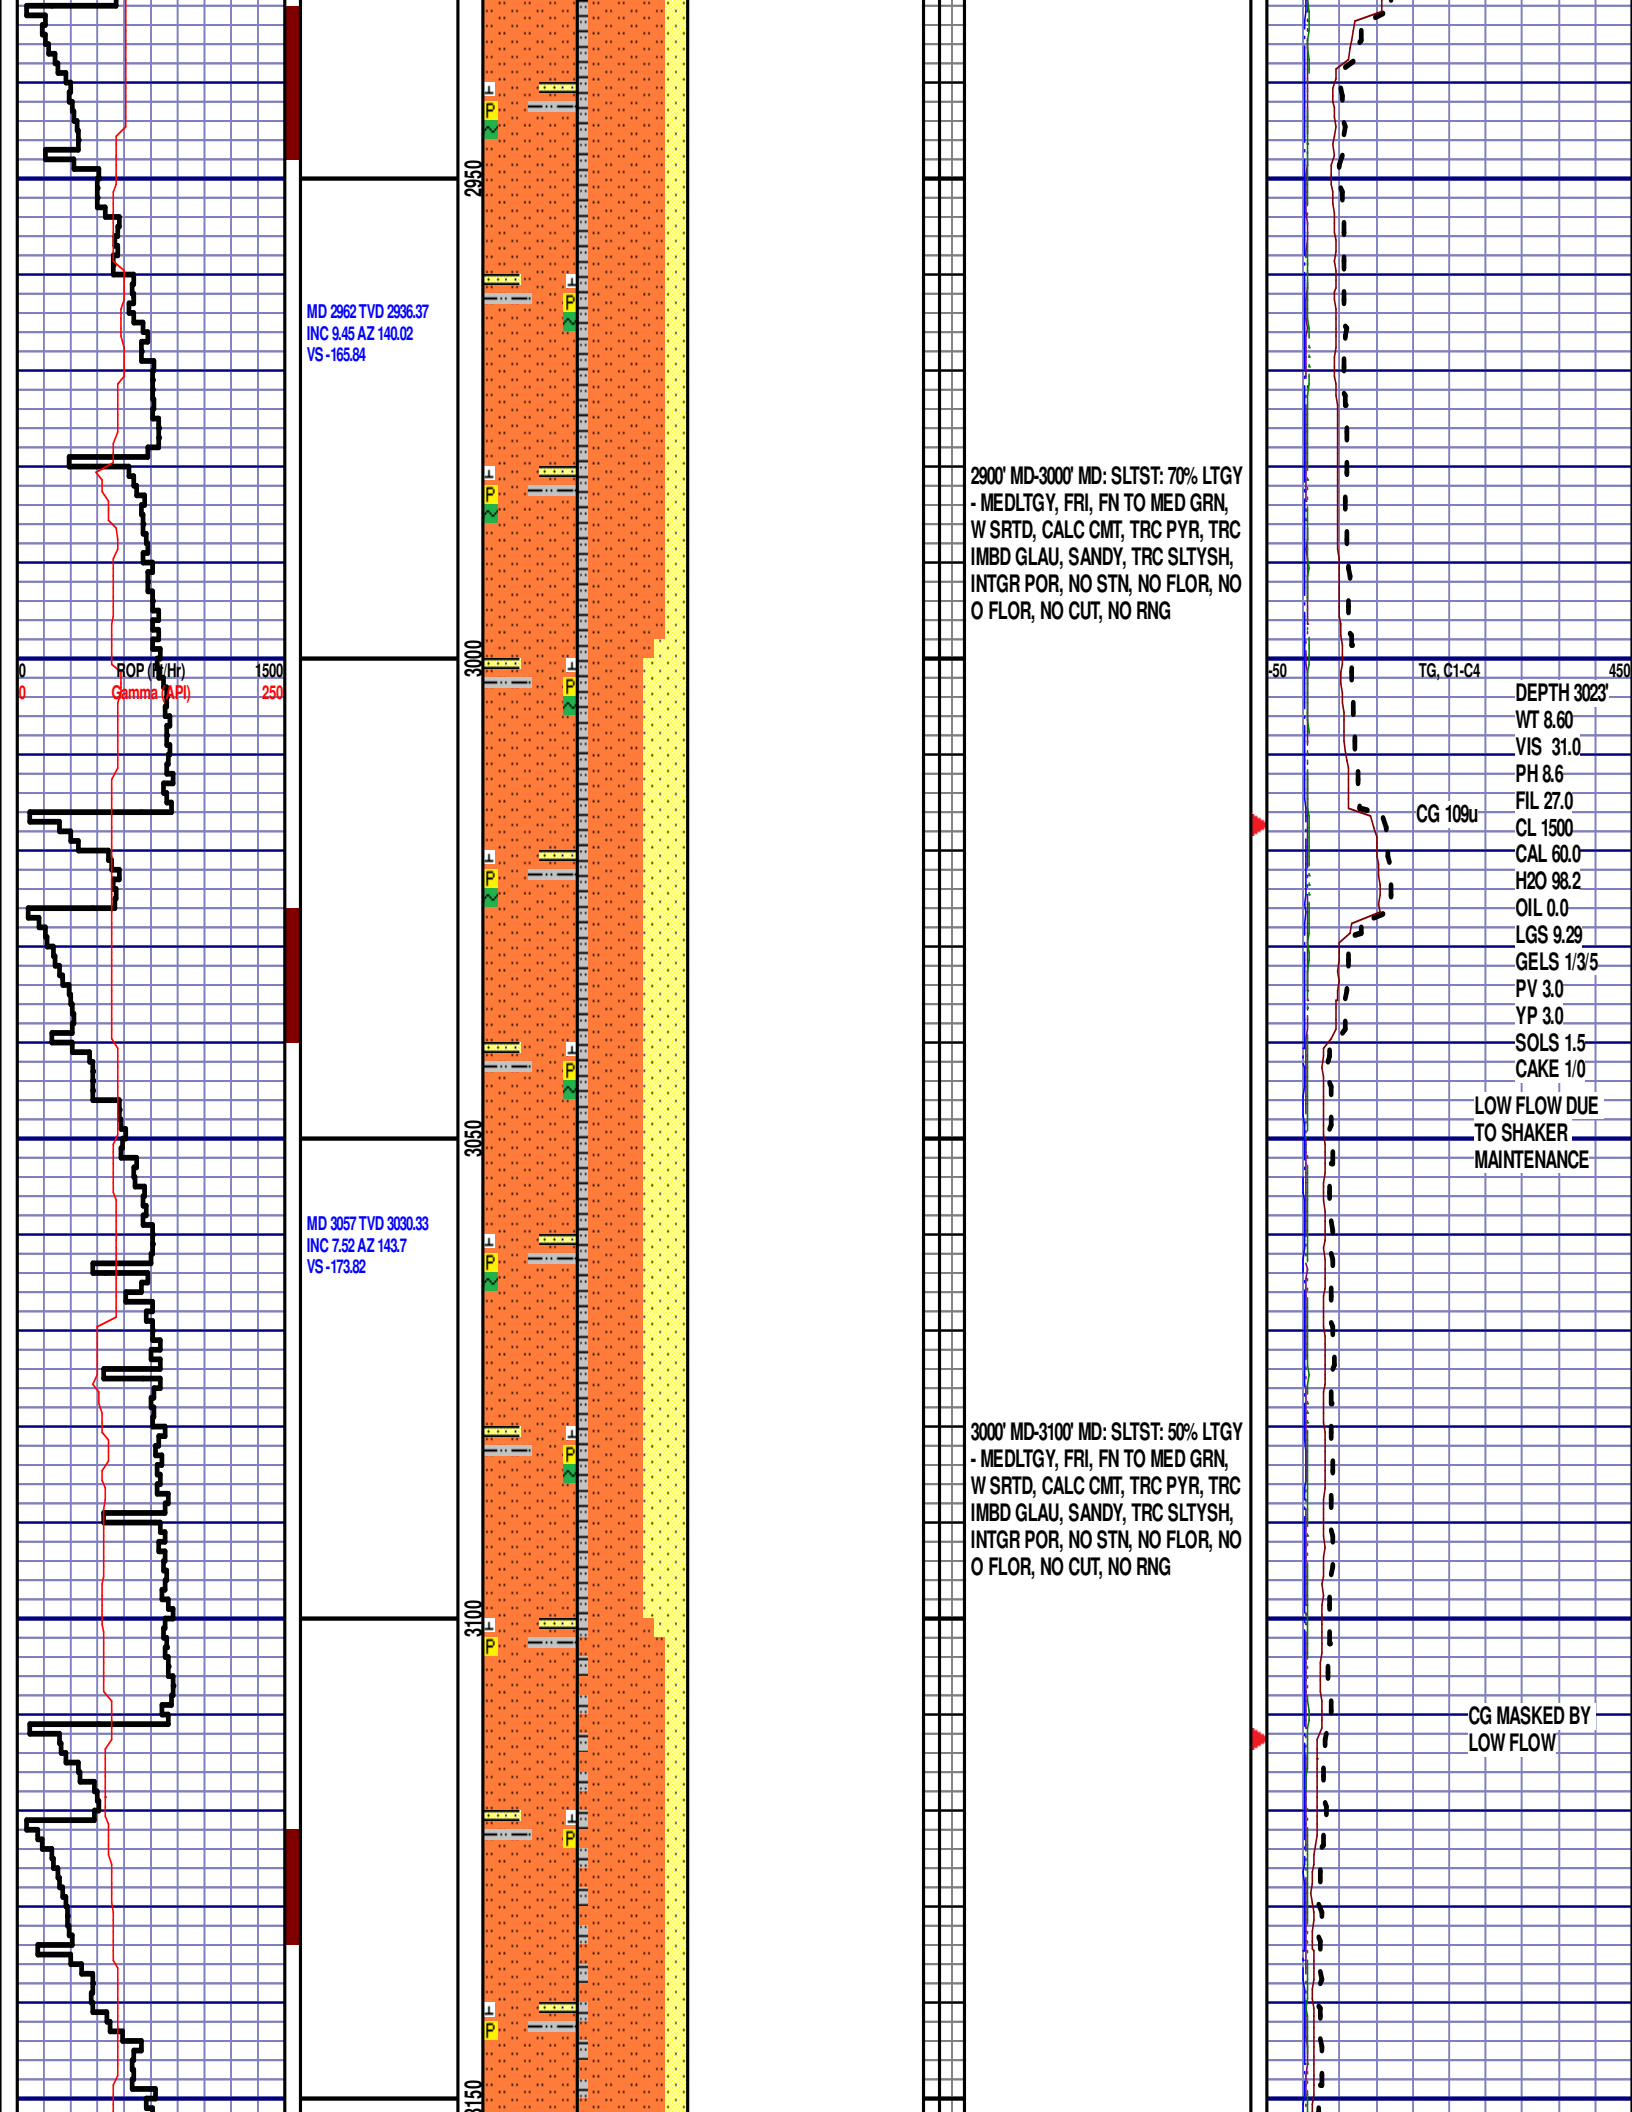 2950
MD 2962 TVD 2936.37
INC 9.45 AZ 140.02
VS -165.84
2900' MD-3000' MD: SLTST: 70% LTGY
- MEDLTGY, FRI, FN TO MED GRN,
W SRTD, CALC CMT, TRC PYR, TRC
IMBD GLAU, SANDY, TRC SLTYSH,
INTGR POR, NO STN, NO FLOR, NO
O FLOR, NO CUT, NO RNG
3000
0 ROP (Ft/Hr) 1500
0 Gamma (API) 250
-50 TG, C1-C4 450
DEPTH 3023'
WT 8.60
VIS 31.0
PH 8.6
FIL 27.0
CG 109u
CL 1500
CAL 60.0
H2O 98.2
OIL 0.0
LGS 9.29
GELS 1/3/5
PV 3.0
YP 3.0
SOLS 1.5
CAKE 1/0
LOW FLOW DUE
TO SHAKER
MAINTENANCE
3050
MD 3057 TVD 3030.33
INC 7.52 AZ 143.7
VS -173.82
3000' MD-3100' MD: SLTST: 50% LTGY
- MEDLTGY, FRI, FN TO MED GRN,
W SRTD, CALC CMT, TRC PYR, TRC
IMBD GLAU, SANDY, TRC SLTYSH,
INTGR POR, NO STN, NO FLOR, NO
O FLOR, NO CUT, NO RNG
3100
CG MASKED BY
LOW FLOW
3150
P
P
P
P
P
P
P
P
P
P
P